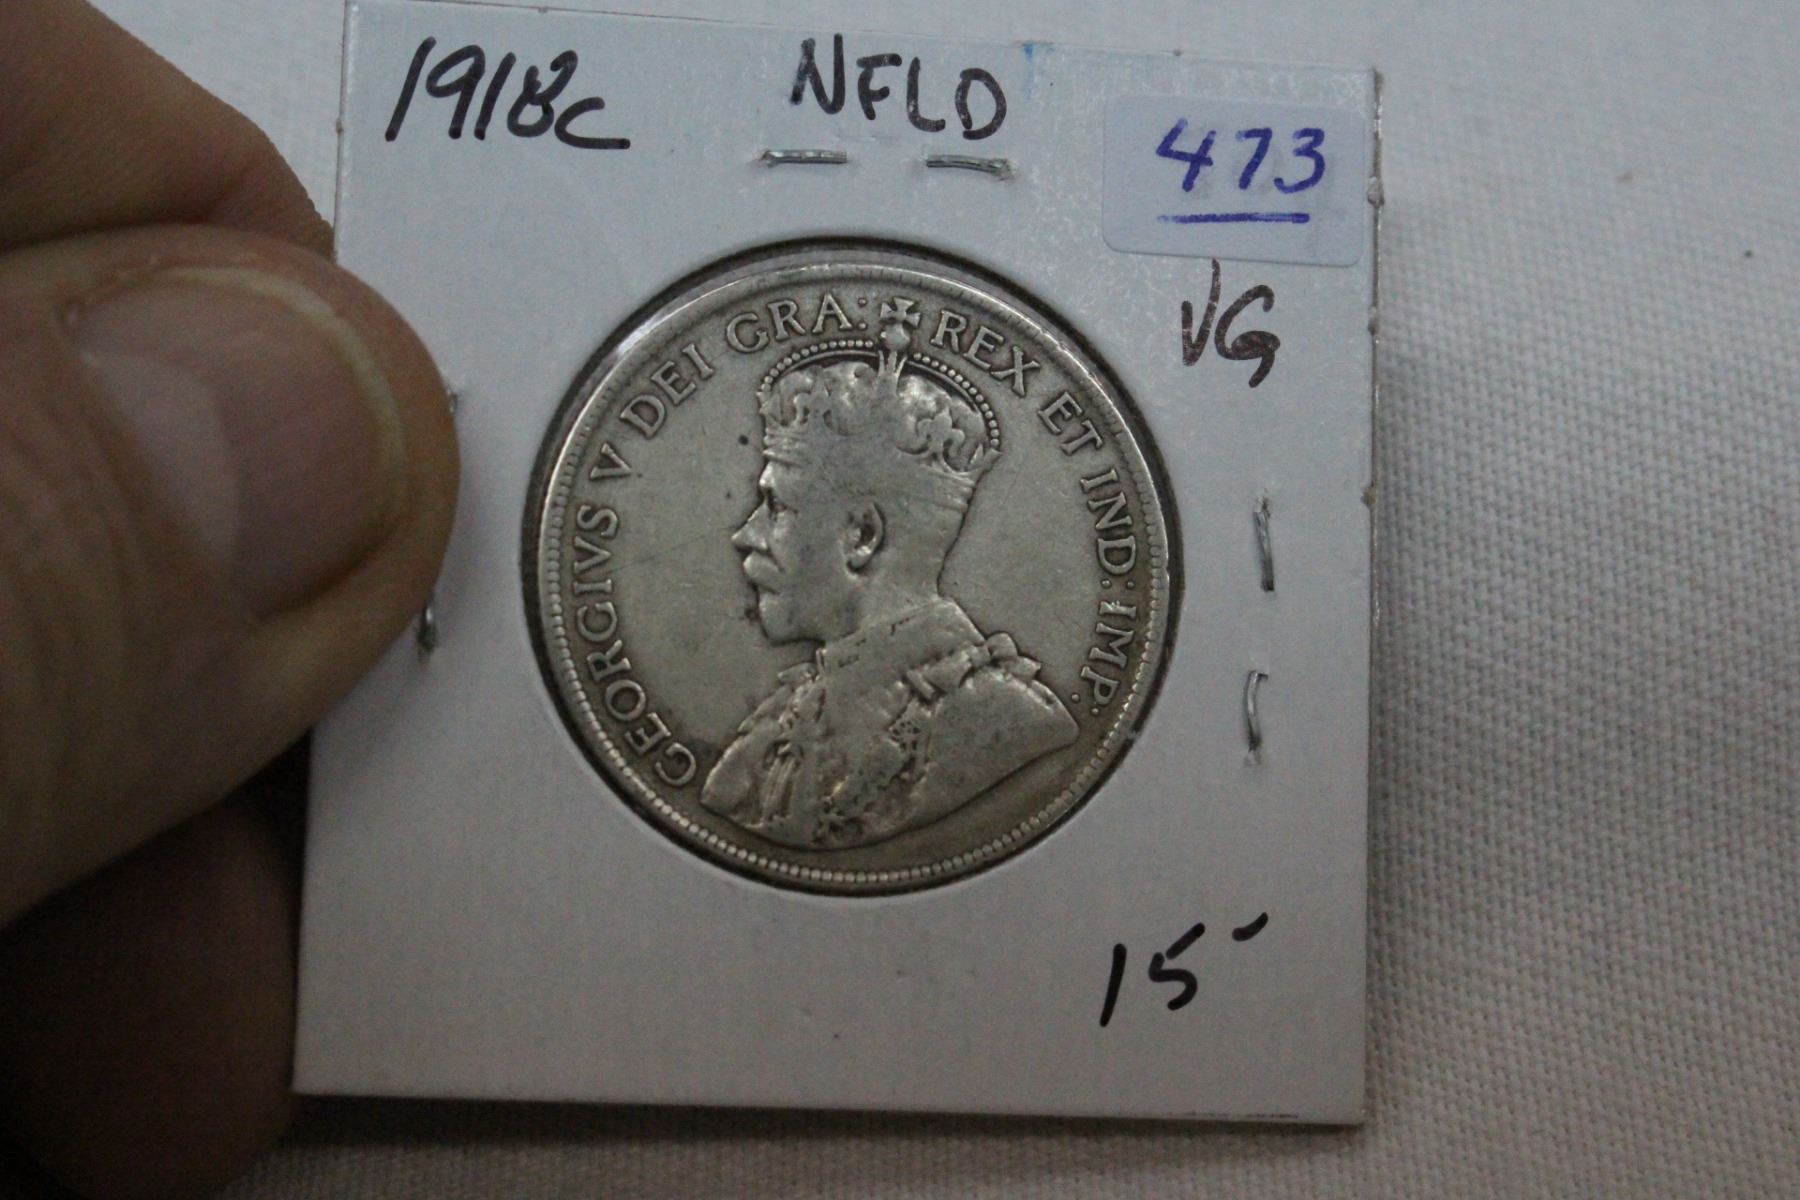 1918c NFLD
473
VG
GEORGIVS V DEI GRA: REX ET IND: IMP:
15-